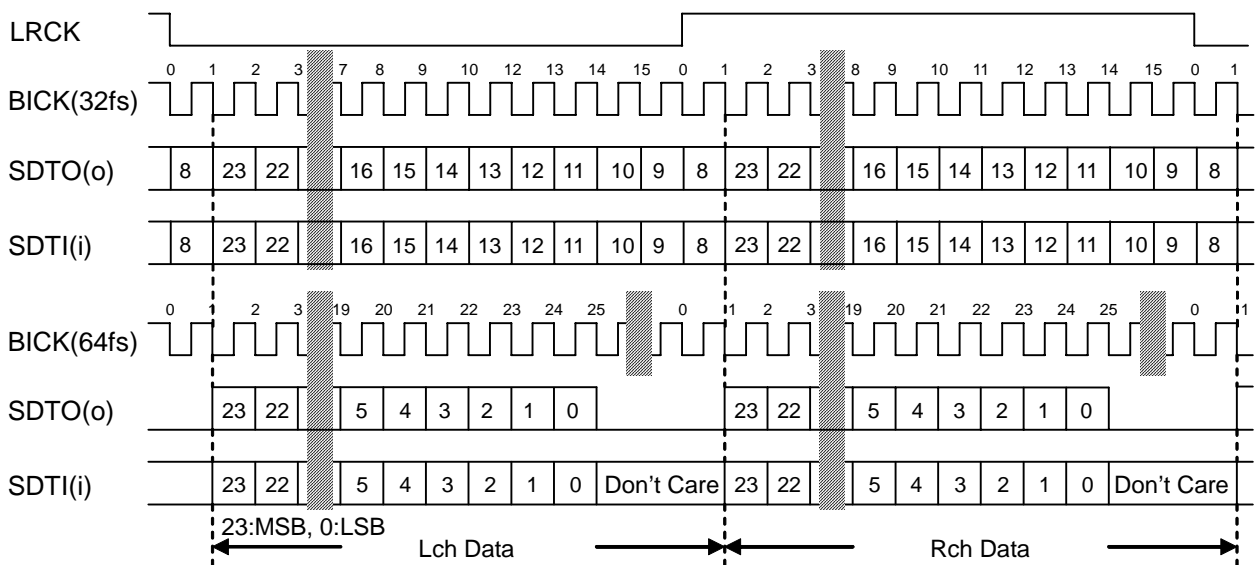 LRCK
0 1 2 3 7 8 9 10 12 13 14 15 0 1 2 3 8 9 10 11 12 13 14 15 0 1
BICK(32fs)
SDTO(o) 8 23 22 16 15 14 13 12 11 10 9 8 23 22 16 15 14 13 12 11 10 9 8
SDTI(i) 8 23 22 16 15 14 13 12 11 10 9 8 23 22 16 15 14 13 12 11 10 9 8
0 1 2 3 19 20 21 22 23 24 25 0 1 2 3 19 20 21 22 23 24 25 0 1
BICK(64fs)
SDTO(o) 23 22 5 4 3 2 1 0 23 22 5 4 3 2 1 0
SDTI(i) 23 22 5 4 3 2 1 0 Don't Care 23 22 5 4 3 2 1 0 Don't Care
23:MSB, 0:LSB
Lch Data Rch Data